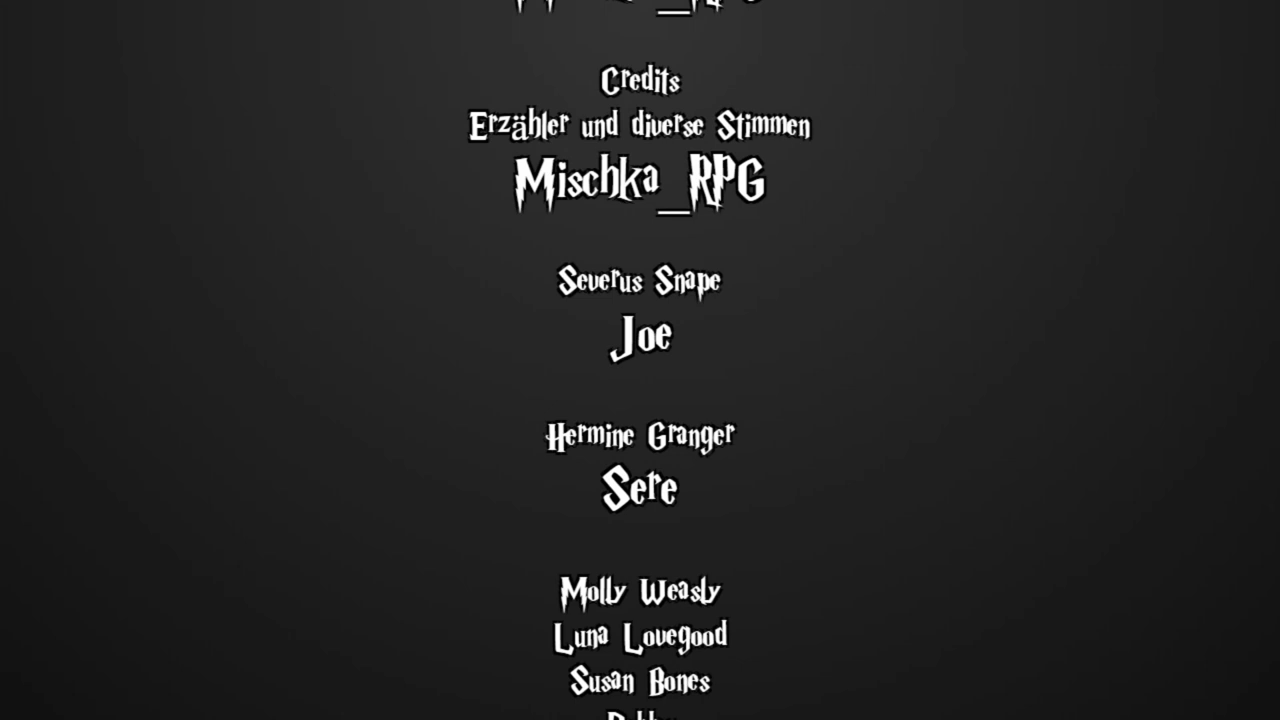 Credits
Erzähler und diverse Stimmen
Mischka_RPG
Severus Snape
Joe
Hermine Granger
Sere
Molly Weasly
Luna Lovegood
Susan Bones